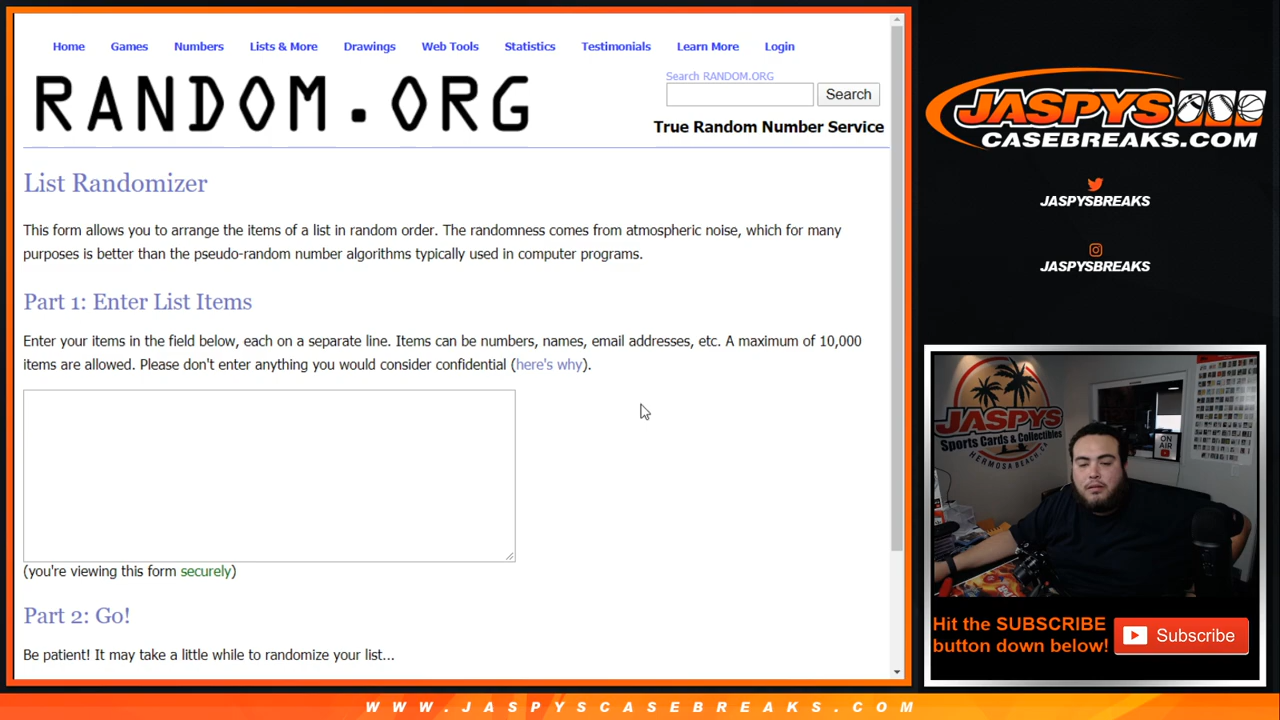 Home Games Numbers Lists & More Drawings Web Tools Statistics Testimonials Learn More Login
RANDOM.ORG
Search RANDOM.ORG
Search
True Random Number Service
List Randomizer
This form allows you to arrange the items of a list in random order. The randomness comes from atmospheric noise, which for many
purposes is better than the pseudo-random number algorithms typically used in computer programs.
Part 1: Enter List Items
Enter your items in the field below, each on a separate line. Items can be numbers, names, email addresses, etc. A maximum of 10,000
items are allowed. Please don't enter anything you would consider confidential (here's why).
(you're viewing this form securely)
Part 2: Go!
Be patient! It may take a little while to randomize your list...
JASPYS
CASEBREAKS.COM
JASPYSBREAKS
JASPYSBREAKS
JASPYS
Sports Cards & Collectibles
HERMOSA BEACH, CA
ON
AIR
Hit the SUBSCRIBE
button down below!
Subscribe
WWW.JASPYSCASEBREAKS.COM